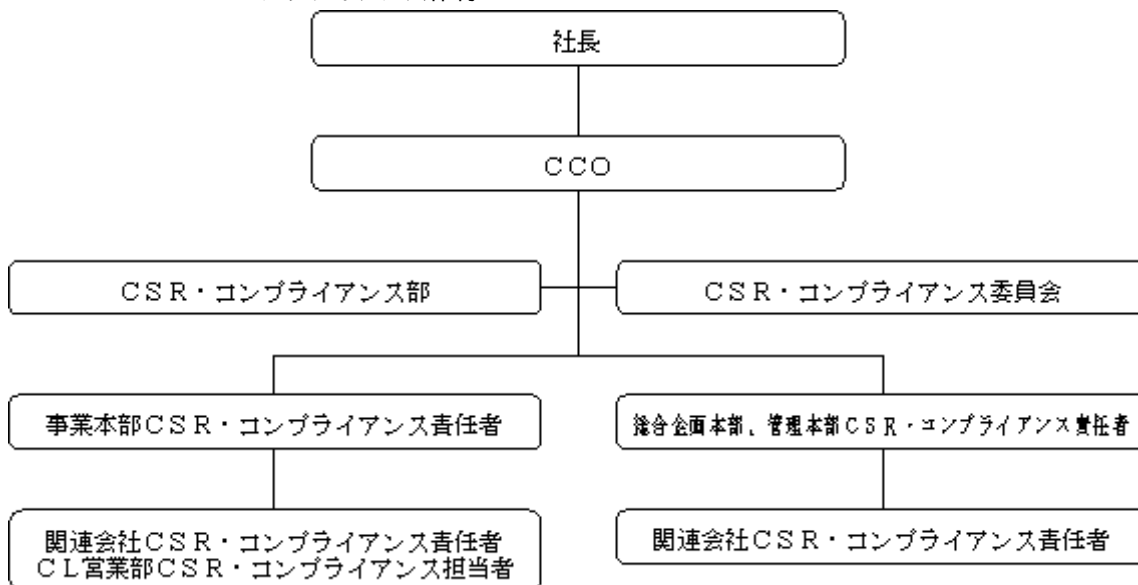 社長
ＣＣＯ
ＣＳＲ・コンプライアンス部
ＣＳＲ・コンプライアンス委員会
事業本部ＣＳＲ・コンプライアンス責任者
総合企画本部、管理本部ＣＳＲ・コンプライアンス責任者
関連会社ＣＳＲ・コンプライアンス責任者
ＣＬ営業部ＣＳＲ・コンプライアンス担当者
関連会社ＣＳＲ・コンプライアンス責任者